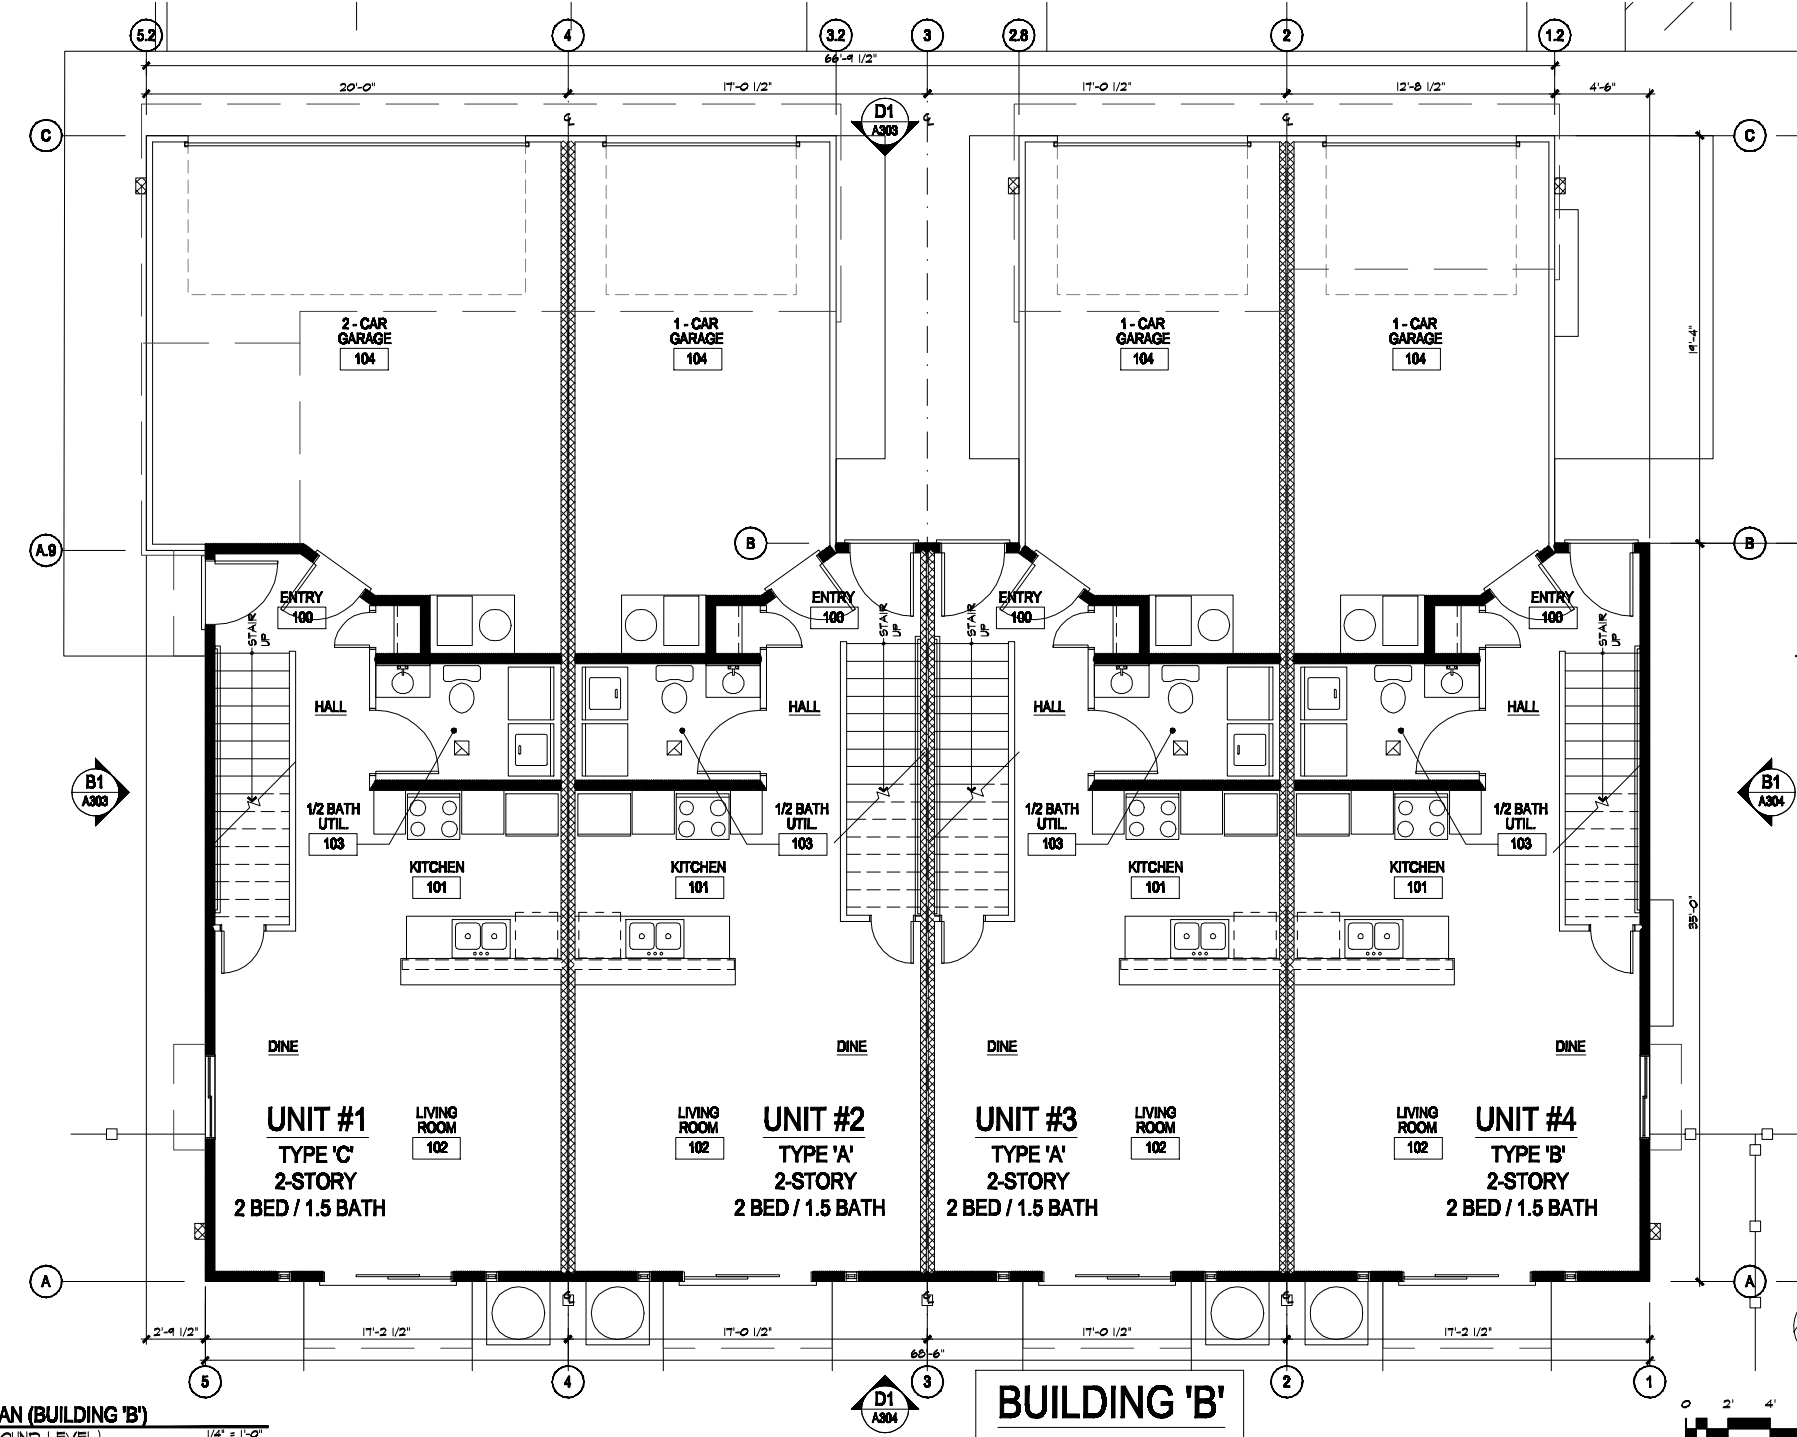 5.2 4 3.2 3 2.8 2 1.2
66'-9 1/2"
20'-0" 17'-0 1/2" 17'-0 1/2" 12'-8 1/2" 4'-6"
D1
A303
C C
19'-4"
2 - CAR
GARAGE
104
1 - CAR
GARAGE
104
1 - CAR
GARAGE
104
1 - CAR
GARAGE
104
A.9 B B
ENTRY
100
ENTRY
100
ENTRY
100
ENTRY
100
STAIR
UP
STAIR
UP
STAIR
UP
STAIR
UP
HALL HALL HALL HALL
B1
A303
B1
A304
1/2 BATH
UTIL.
103
1/2 BATH
UTIL.
103
1/2 BATH
UTIL.
103
1/2 BATH
UTIL.
103
KITCHEN
101
KITCHEN
101
KITCHEN
101
KITCHEN
101
35'-0"
DINE DINE DINE DINE
UNIT #1
TYPE 'C'
2-STORY
2 BED / 1.5 BATH
LIVING
ROOM
102
LIVING
ROOM
102
UNIT #2
TYPE 'A'
2-STORY
2 BED / 1.5 BATH
UNIT #3
TYPE 'A'
2-STORY
2 BED / 1.5 BATH
LIVING
ROOM
102
LIVING
ROOM
102
UNIT #4
TYPE 'B'
2-STORY
2 BED / 1.5 BATH
A A
2'-9 1/2" 17'-2 1/2" 17'-0 1/2" 17'-0 1/2" 17'-2 1/2"
68'-6"
5 4 3 2 1
D1
A304
BUILDING 'B'
AN (BUILDING 'B')
1/4" = 1'-0"
0 2' 4'